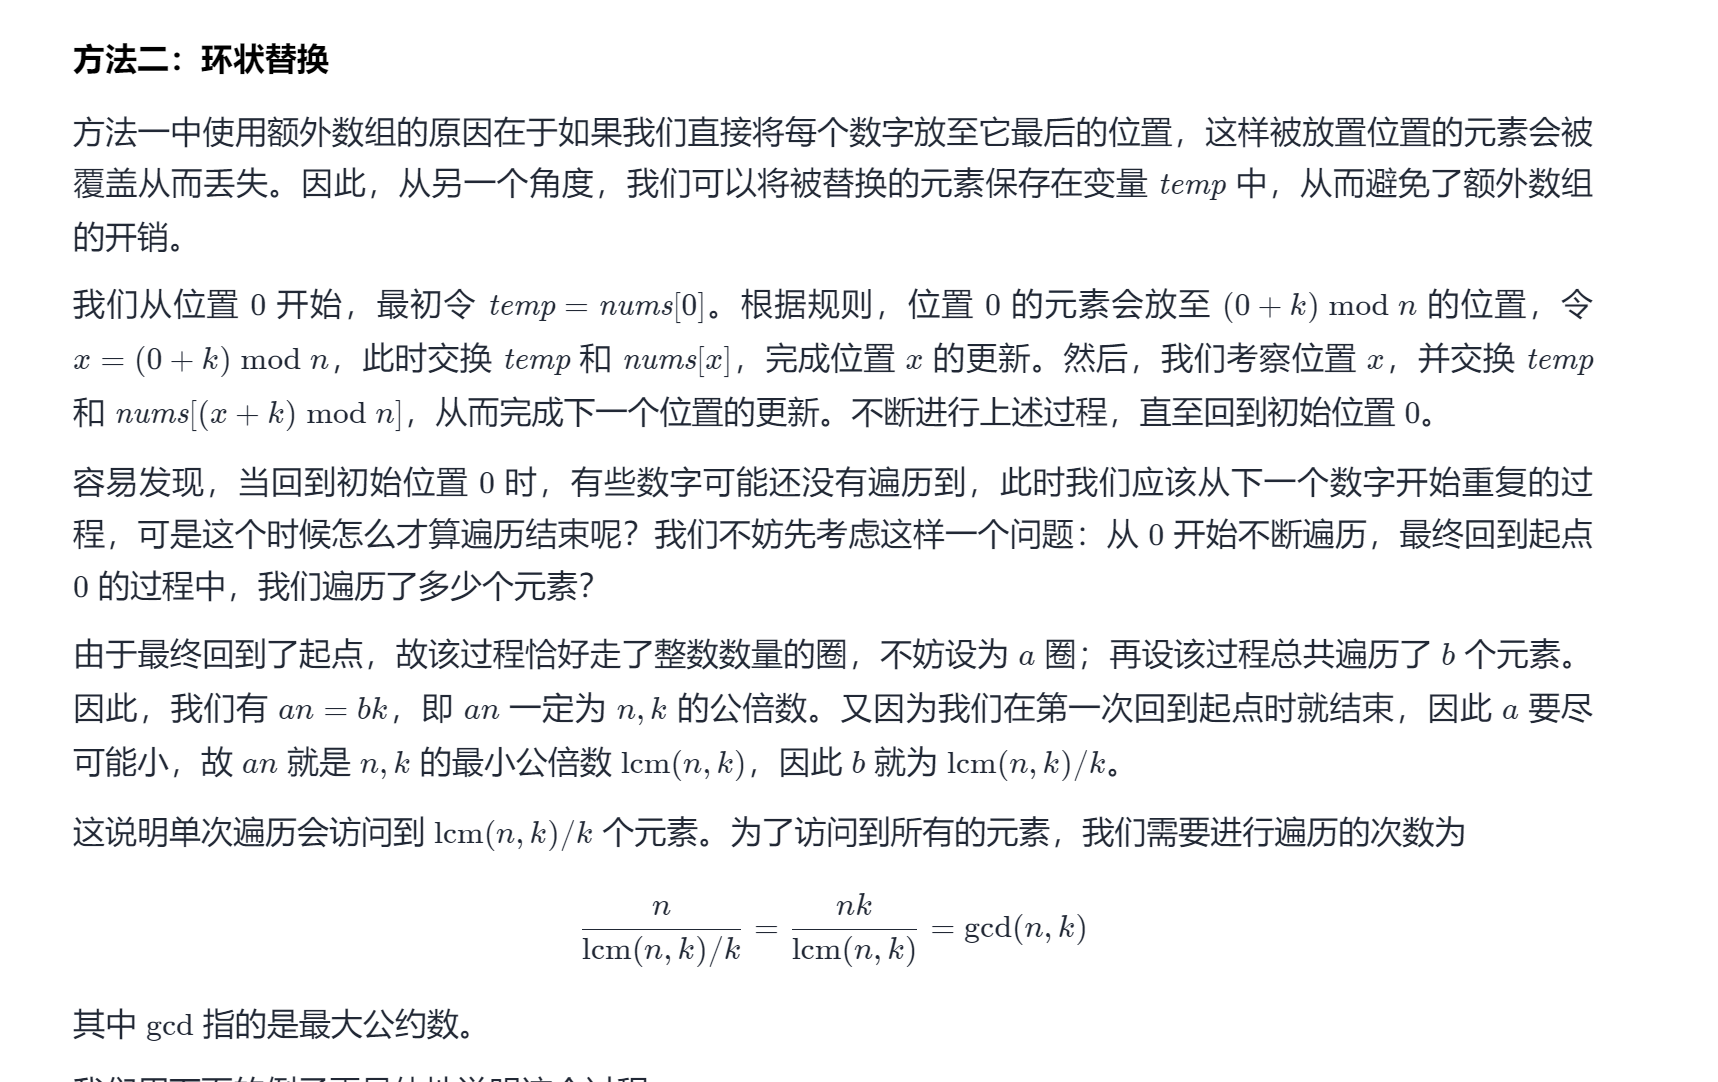 方法二：环状替换
方法一中使用额外数组的原因在于如果我们直接将每个数字放至它最后的位置，这样被放置位置的元素会被
覆盖从而丢失。因此，从另一个角度，我们可以将被替换的元素保存在变量 temp 中，从而避免了额外数组
的开销。
我们从位置 0 开始，最初令 temp = nums[0]。根据规则，位置 0 的元素会放至 (0 + k) mod n 的位置，令
x = (0 + k) mod n，此时交换 temp 和 nums[x]，完成位置 x 的更新。然后，我们考察位置 x，并交换 temp
和 nums[(x + k) mod n]，从而完成下一个位置的更新。不断进行上述过程，直至回到初始位置 0。
容易发现，当回到初始位置 0 时，有些数字可能还没有遍历到，此时我们应该从下一个数字开始重复的过
程，可是这个时候怎么才算遍历结束呢？我们不妨先考虑这样一个问题：从 0 开始不断遍历，最终回到起点
0 的过程中，我们遍历了多少个元素？
由于最终回到了起点，故该过程恰好走了整数数量的圈，不妨设为 a 圈；再设该过程总共遍历了 b 个元素。
因此，我们有 an = bk，即 an 一定为 n, k 的公倍数。又因为我们在第一次回到起点时就结束，因此 a 要尽
可能小，故 an 就是 n, k 的最小公倍数 lcm(n, k)，因此 b 就为 lcm(n, k)/k。
这说明单次遍历会访问到 lcm(n, k)/k 个元素。为了访问到所有的元素，我们需要进行遍历的次数为
n / (lcm(n, k)/k) = nk / lcm(n, k) = gcd(n, k)
其中 gcd 指的是最大公约数。